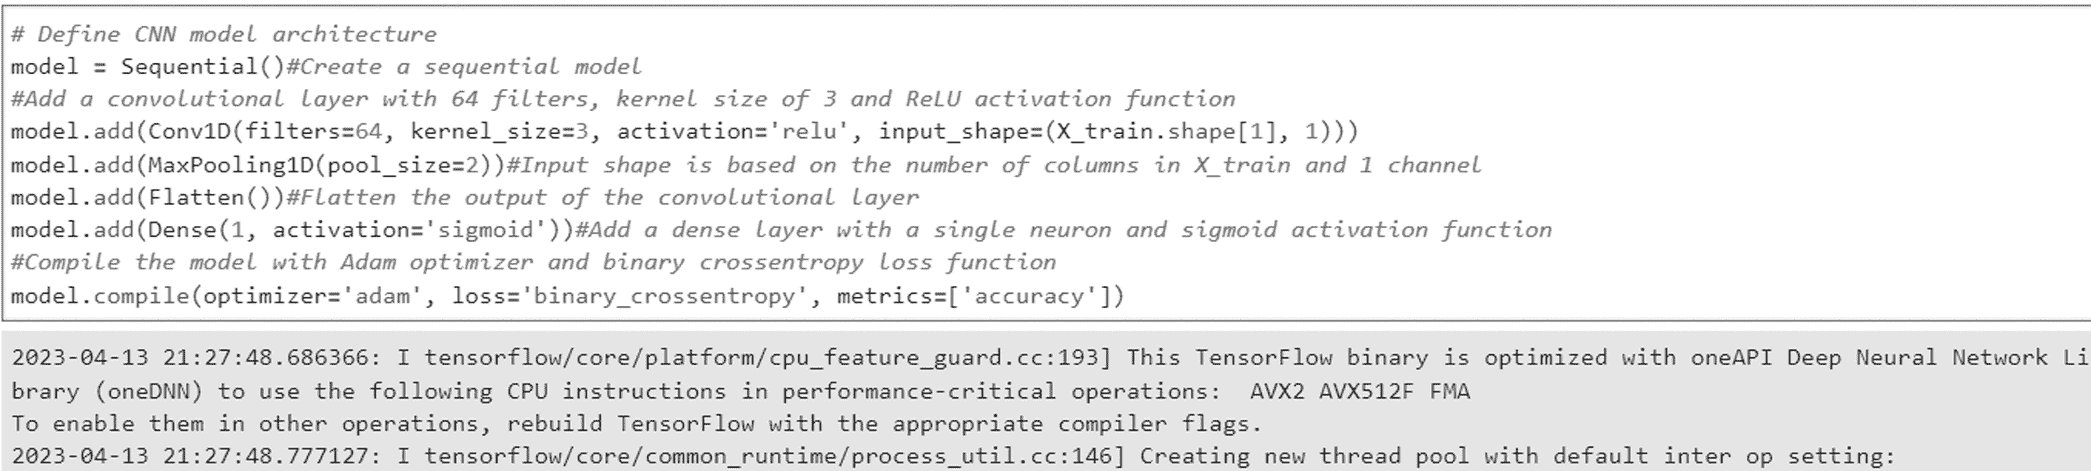 # Define CNN model architecture
model = Sequential()#Create a sequential model
#Add a convolutional layer with 64 filters, kernel size of 3 and ReLU activation function
model.add(Conv1D(filters=64, kernel_size=3, activation='relu', input_shape=(X_train.shape[1], 1)))
model.add(MaxPooling1D(pool_size=2))#Input shape is based on the number of columns in X_train and 1 channel
model.add(Flatten())#Flatten the output of the convolutional layer
model.add(Dense(1, activation='sigmoid'))#Add a dense layer with a single neuron and sigmoid activation function
#Compile the model with Adam optimizer and binary crossentropy loss function
model.compile(optimizer='adam', loss='binary_crossentropy', metrics=['accuracy'])
2023-04-13 21:27:48.686366: I tensorflow/core/platform/cpu_feature_guard.cc:193] This TensorFlow binary is optimized with oneAPI Deep Neural Network Li
brary (oneDNN) to use the following CPU instructions in performance-critical operations:  AVX2 AVX512F FMA
To enable them in other operations, rebuild TensorFlow with the appropriate compiler flags.
2023-04-13 21:27:48.777127: I tensorflow/core/common_runtime/process_util.cc:146] Creating new thread pool with default inter op setting: